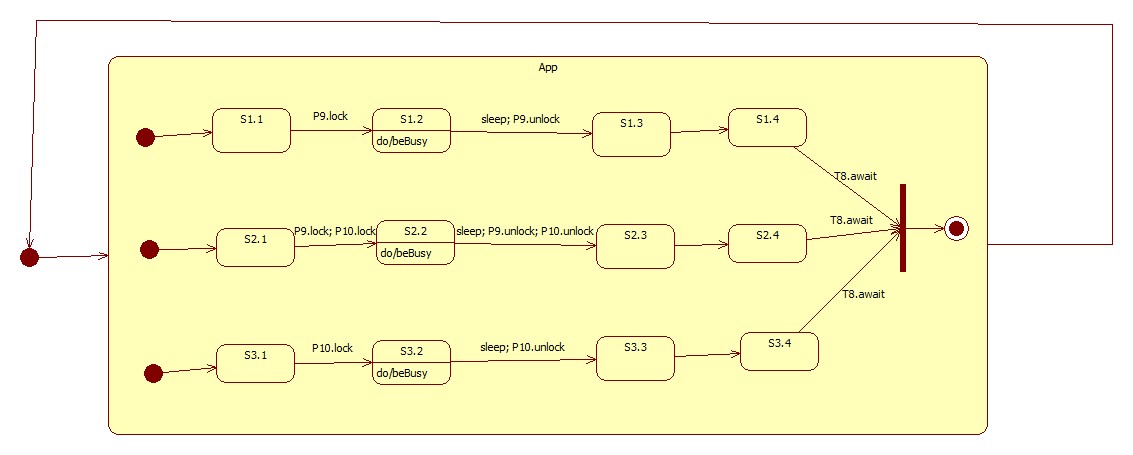 App
S1.1
P9.lock
S1.2
do/beBusy
sleep; P9.unlock
S1.3
S1.4
T8.await
S2.1
P9.lock; P10.lock
S2.2
do/beBusy
sleep; P9.unlock; P10.unlock
S2.3
S2.4
T8.await
S3.1
P10.lock
S3.2
do/beBusy
sleep; P10.unlock
S3.3
S3.4
T8.await